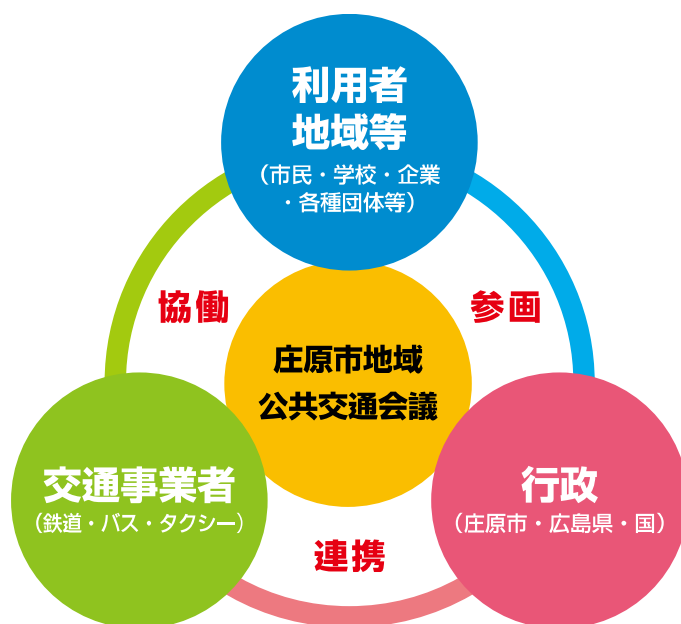 利用者
地域等
（市民・学校・企業
・各種団体等）
協働
参画
庄原市地域
公共交通会議
交通事業者
（鉄道・バス・タクシー）
行政
（庄原市・広島県・国）
連携